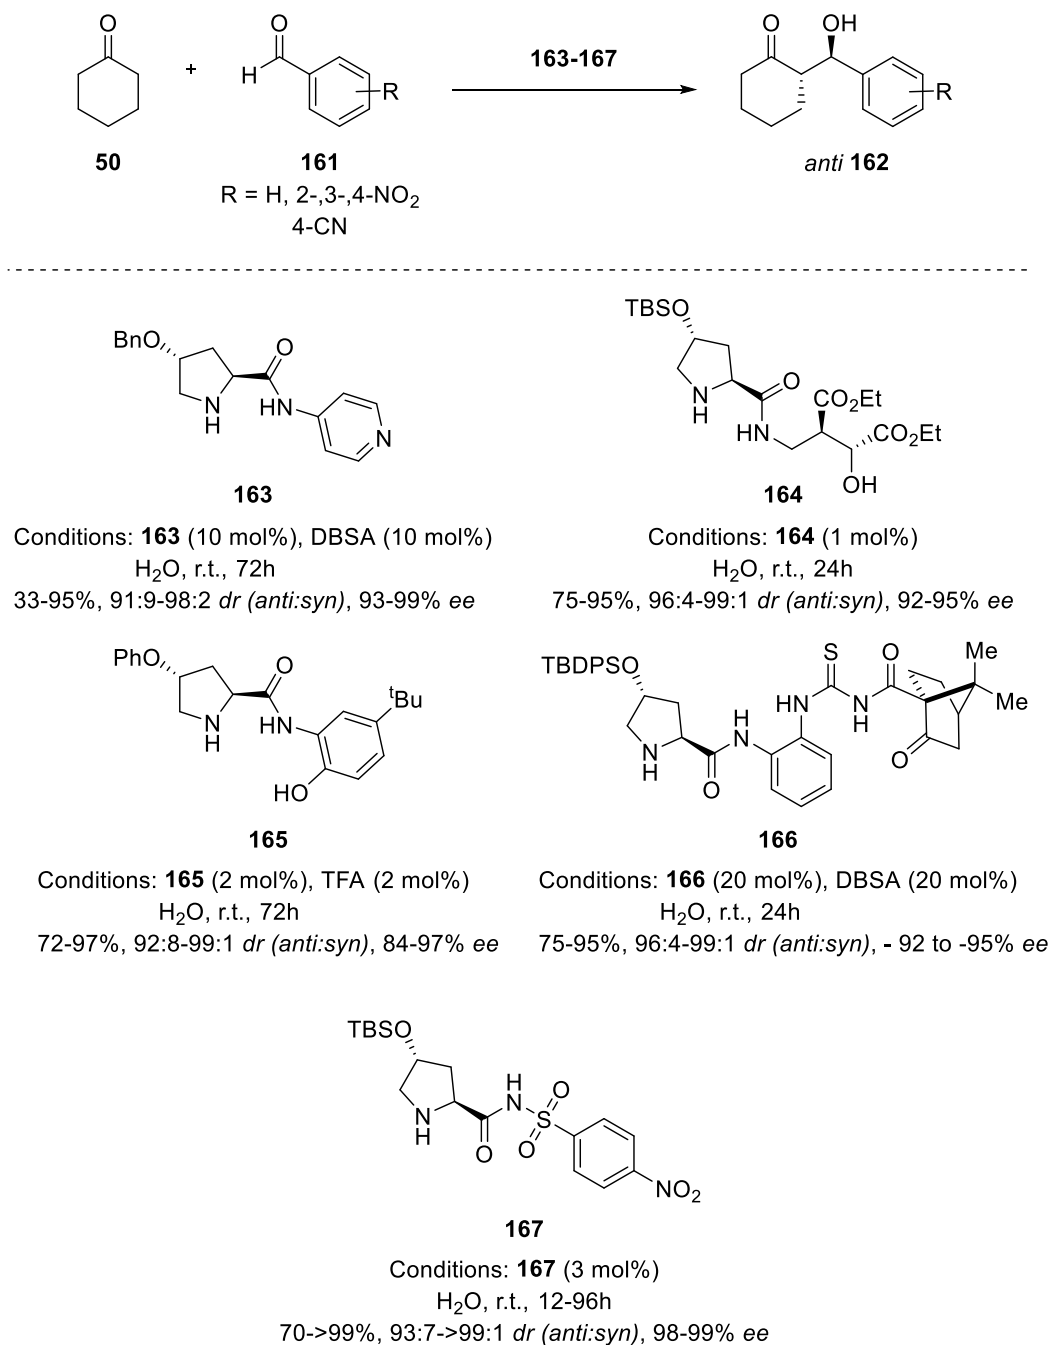 O
O
H
R
+
163-167
O
OH
R
50
161
anti 162
R = H, 2-,3-,4-NO2
4-CN
BnO
O
N
H
HN
N
163
Conditions: 163 (10 mol%), DBSA (10 mol%)
H2O, r.t., 72h
33-95%, 91:9-98:2 dr (anti:syn), 93-99% ee
TBSO
N
H
O
HN
CO2Et
CO2Et
OH
164
Conditions: 164 (1 mol%)
H2O, r.t., 24h
75-95%, 96:4-99:1 dr (anti:syn), 92-95% ee
PhO
O
N
H
HN
tBu
HO
165
Conditions: 165 (2 mol%), TFA (2 mol%)
H2O, r.t., 72h
72-97%, 92:8-99:1 dr (anti:syn), 84-97% ee
TBDPSO
N
H
O
H
N
HN
S
N
H
O
O
Me
Me
166
Conditions: 166 (20 mol%), DBSA (20 mol%)
H2O, r.t., 24h
75-95%, 96:4-99:1 dr (anti:syn), - 92 to -95% ee
TBSO
N
H
O
H
N
S
O
O
NO2
167
Conditions: 167 (3 mol%)
H2O, r.t., 12-96h
70->99%, 93:7->99:1 dr (anti:syn), 98-99% ee